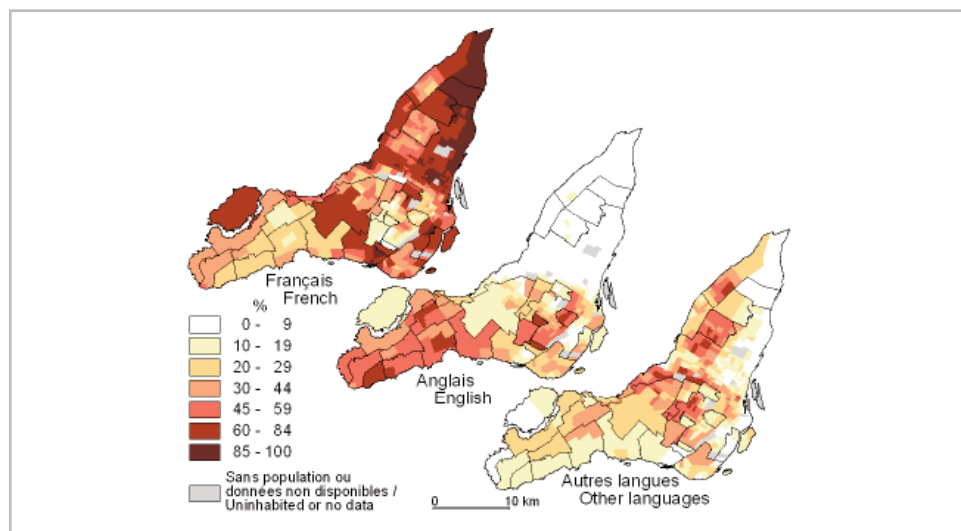 Français
French
%
0 - 9
10 - 19
20 - 29
30 - 44
45 - 59
60 - 84
85 - 100
Sans population ou
données non disponibles /
Uninhabited or no data
Anglais
English
0 10 km
Autres langues
Other languages